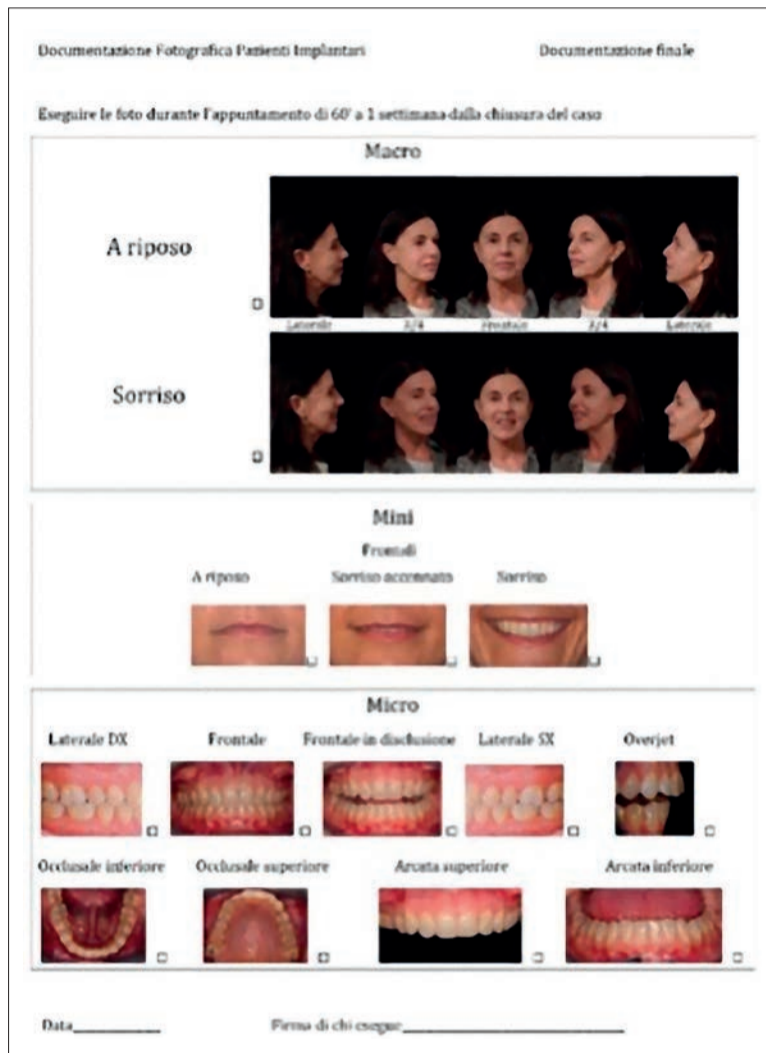 Documentazione Fotografica Pazienti Implantari Documentazione finale
Eseguire le foto durante l'appuntamento di 60' a 1 settimana dalla chiusura del caso
Macro
A riposo
Laterale 3/4 Frontale 3/4 Laterale
Sorriso
Mini
Frontali
A riposo Sorriso accennato Sorriso
Micro
Laterale DX Frontale Frontale in disclusione Laterale SX Overjet
Occlusale inferiore Occlusale superiore Arcata superiore Arcata inferiore
Data____________ Firma di chi esegue______________________________